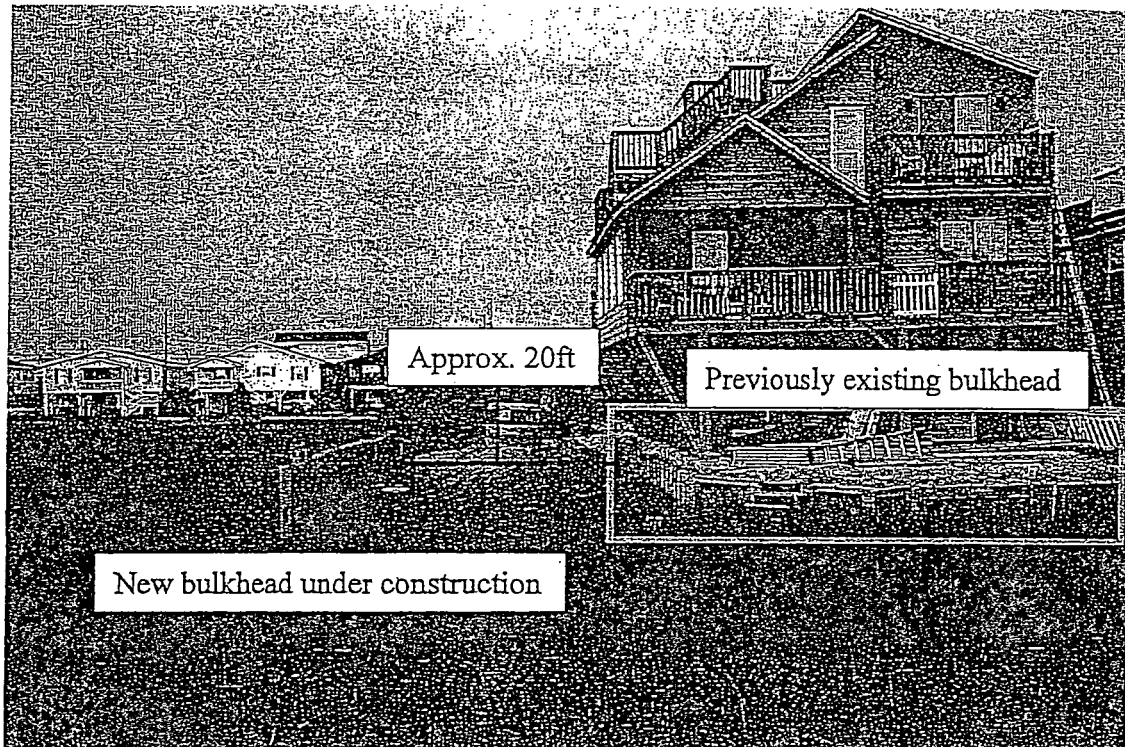 Approx. 20ft
Previously existing bulkhead
New bulkhead under construction